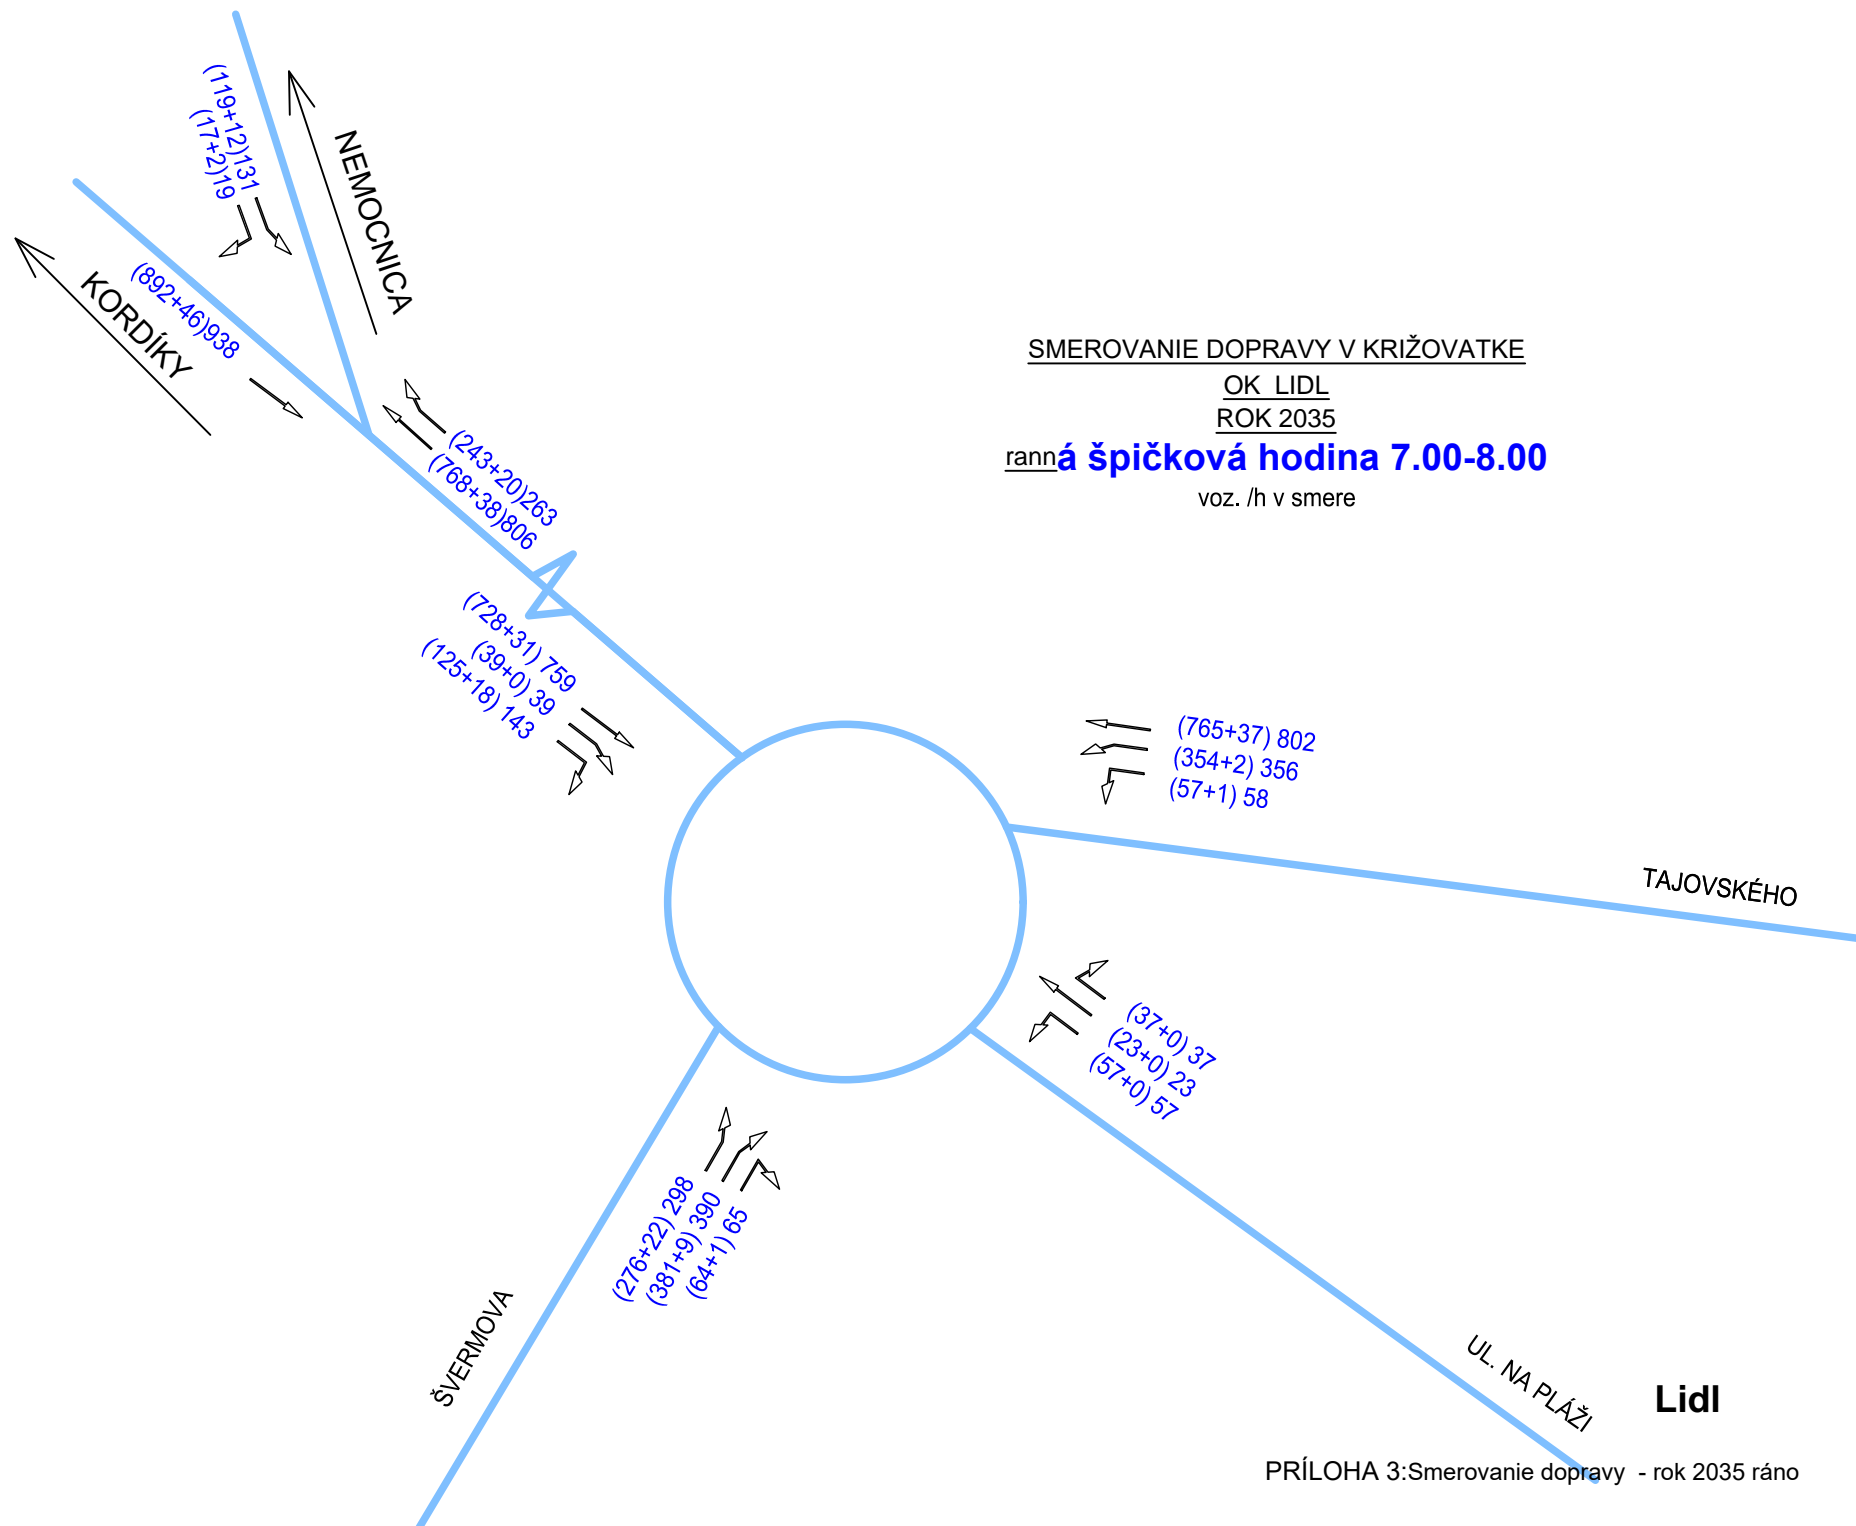 (119+12)131
(17+2)19
NEMOCNICA
KORDÍKY
(892+46)938
(243+20)263
(768+38)806
SMEROVANIE DOPRAVY V KRIŽOVATKE
OK LIDL
ROK 2035
ranná špičková hodina 7.00-8.00
voz. /h v smere
(728+31) 759
(39+0) 39
(125+18) 143
(765+37) 802
(354+2) 356
(57+1) 58
TAJOVSKÉHO
(37+0) 37
(23+0) 23
(57+0) 57
(276+22) 298
(381+9) 390
(64+1) 65
ŠVERMOVA
UL. NA PLÁŽI
Lidl
PRÍLOHA 3:Smerovanie dopravy - rok 2035 ráno